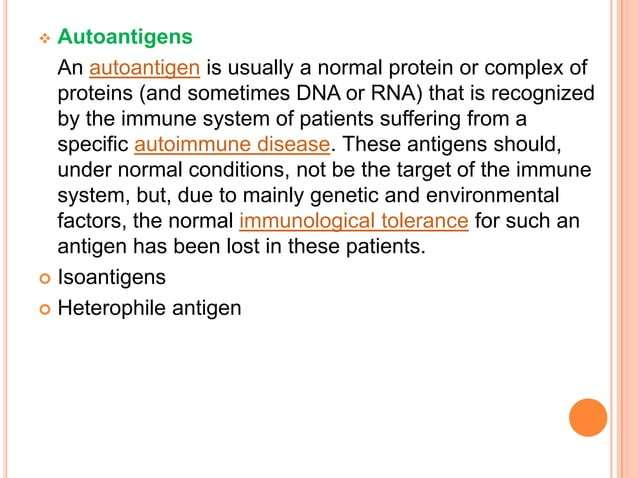 Autoantigens
An autoantigen is usually a normal protein or complex of
proteins (and sometimes DNA or RNA) that is recognized
by the immune system of patients suffering from a
specific autoimmune disease. These antigens should,
under normal conditions, not be the target of the immune
system, but, due to mainly genetic and environmental
factors, the normal immunological tolerance for such an
antigen has been lost in these patients.
Isoantigens
Heterophile antigen